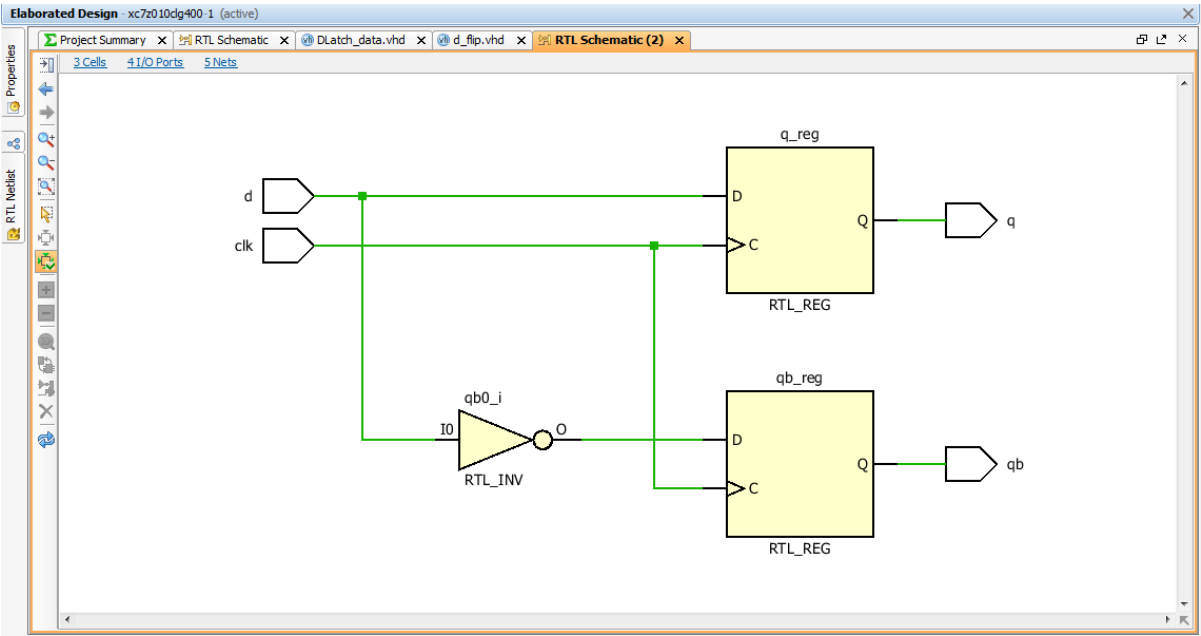 Elaborated Design - xc7z010clg400-1 (active)
Project Summary
RTL Schematic
DLatch_data.vhd
d_flip.vhd
RTL Schematic (2)
Properties
RTL Netlist
3 Cells 4 I/O Ports 5 Nets
q_reg
d
D
Q
q
clk
C
RTL_REG
qb_reg
qb0_i
I0
O
D
Q
qb
RTL_INV
C
RTL_REG